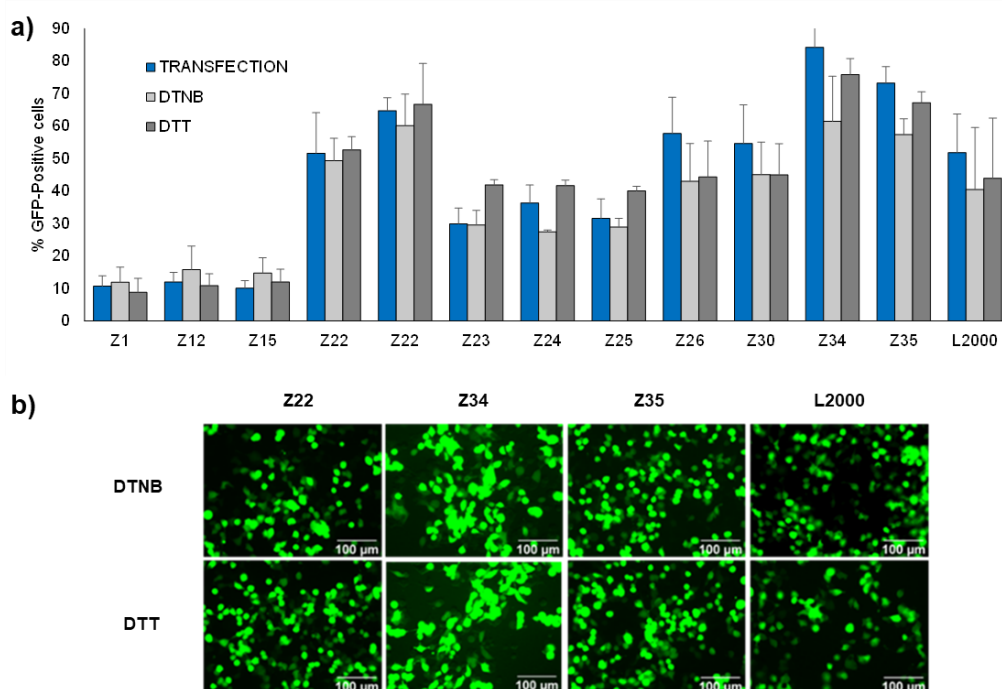 a)
% GFP-Positive cells
90
80
70
60
50
40
30
20
10
0
TRANSFECTION
DTNB
DTT
Z1 Z12 Z15 Z22 Z22 Z23 Z24 Z25 Z26 Z30 Z34 Z35 L2000
b)
Z22 Z34 Z35 L2000
DTNB
100 µm 100 µm 100 µm 100 µm
DTT
100 µm 100 µm 100 µm 100 µm